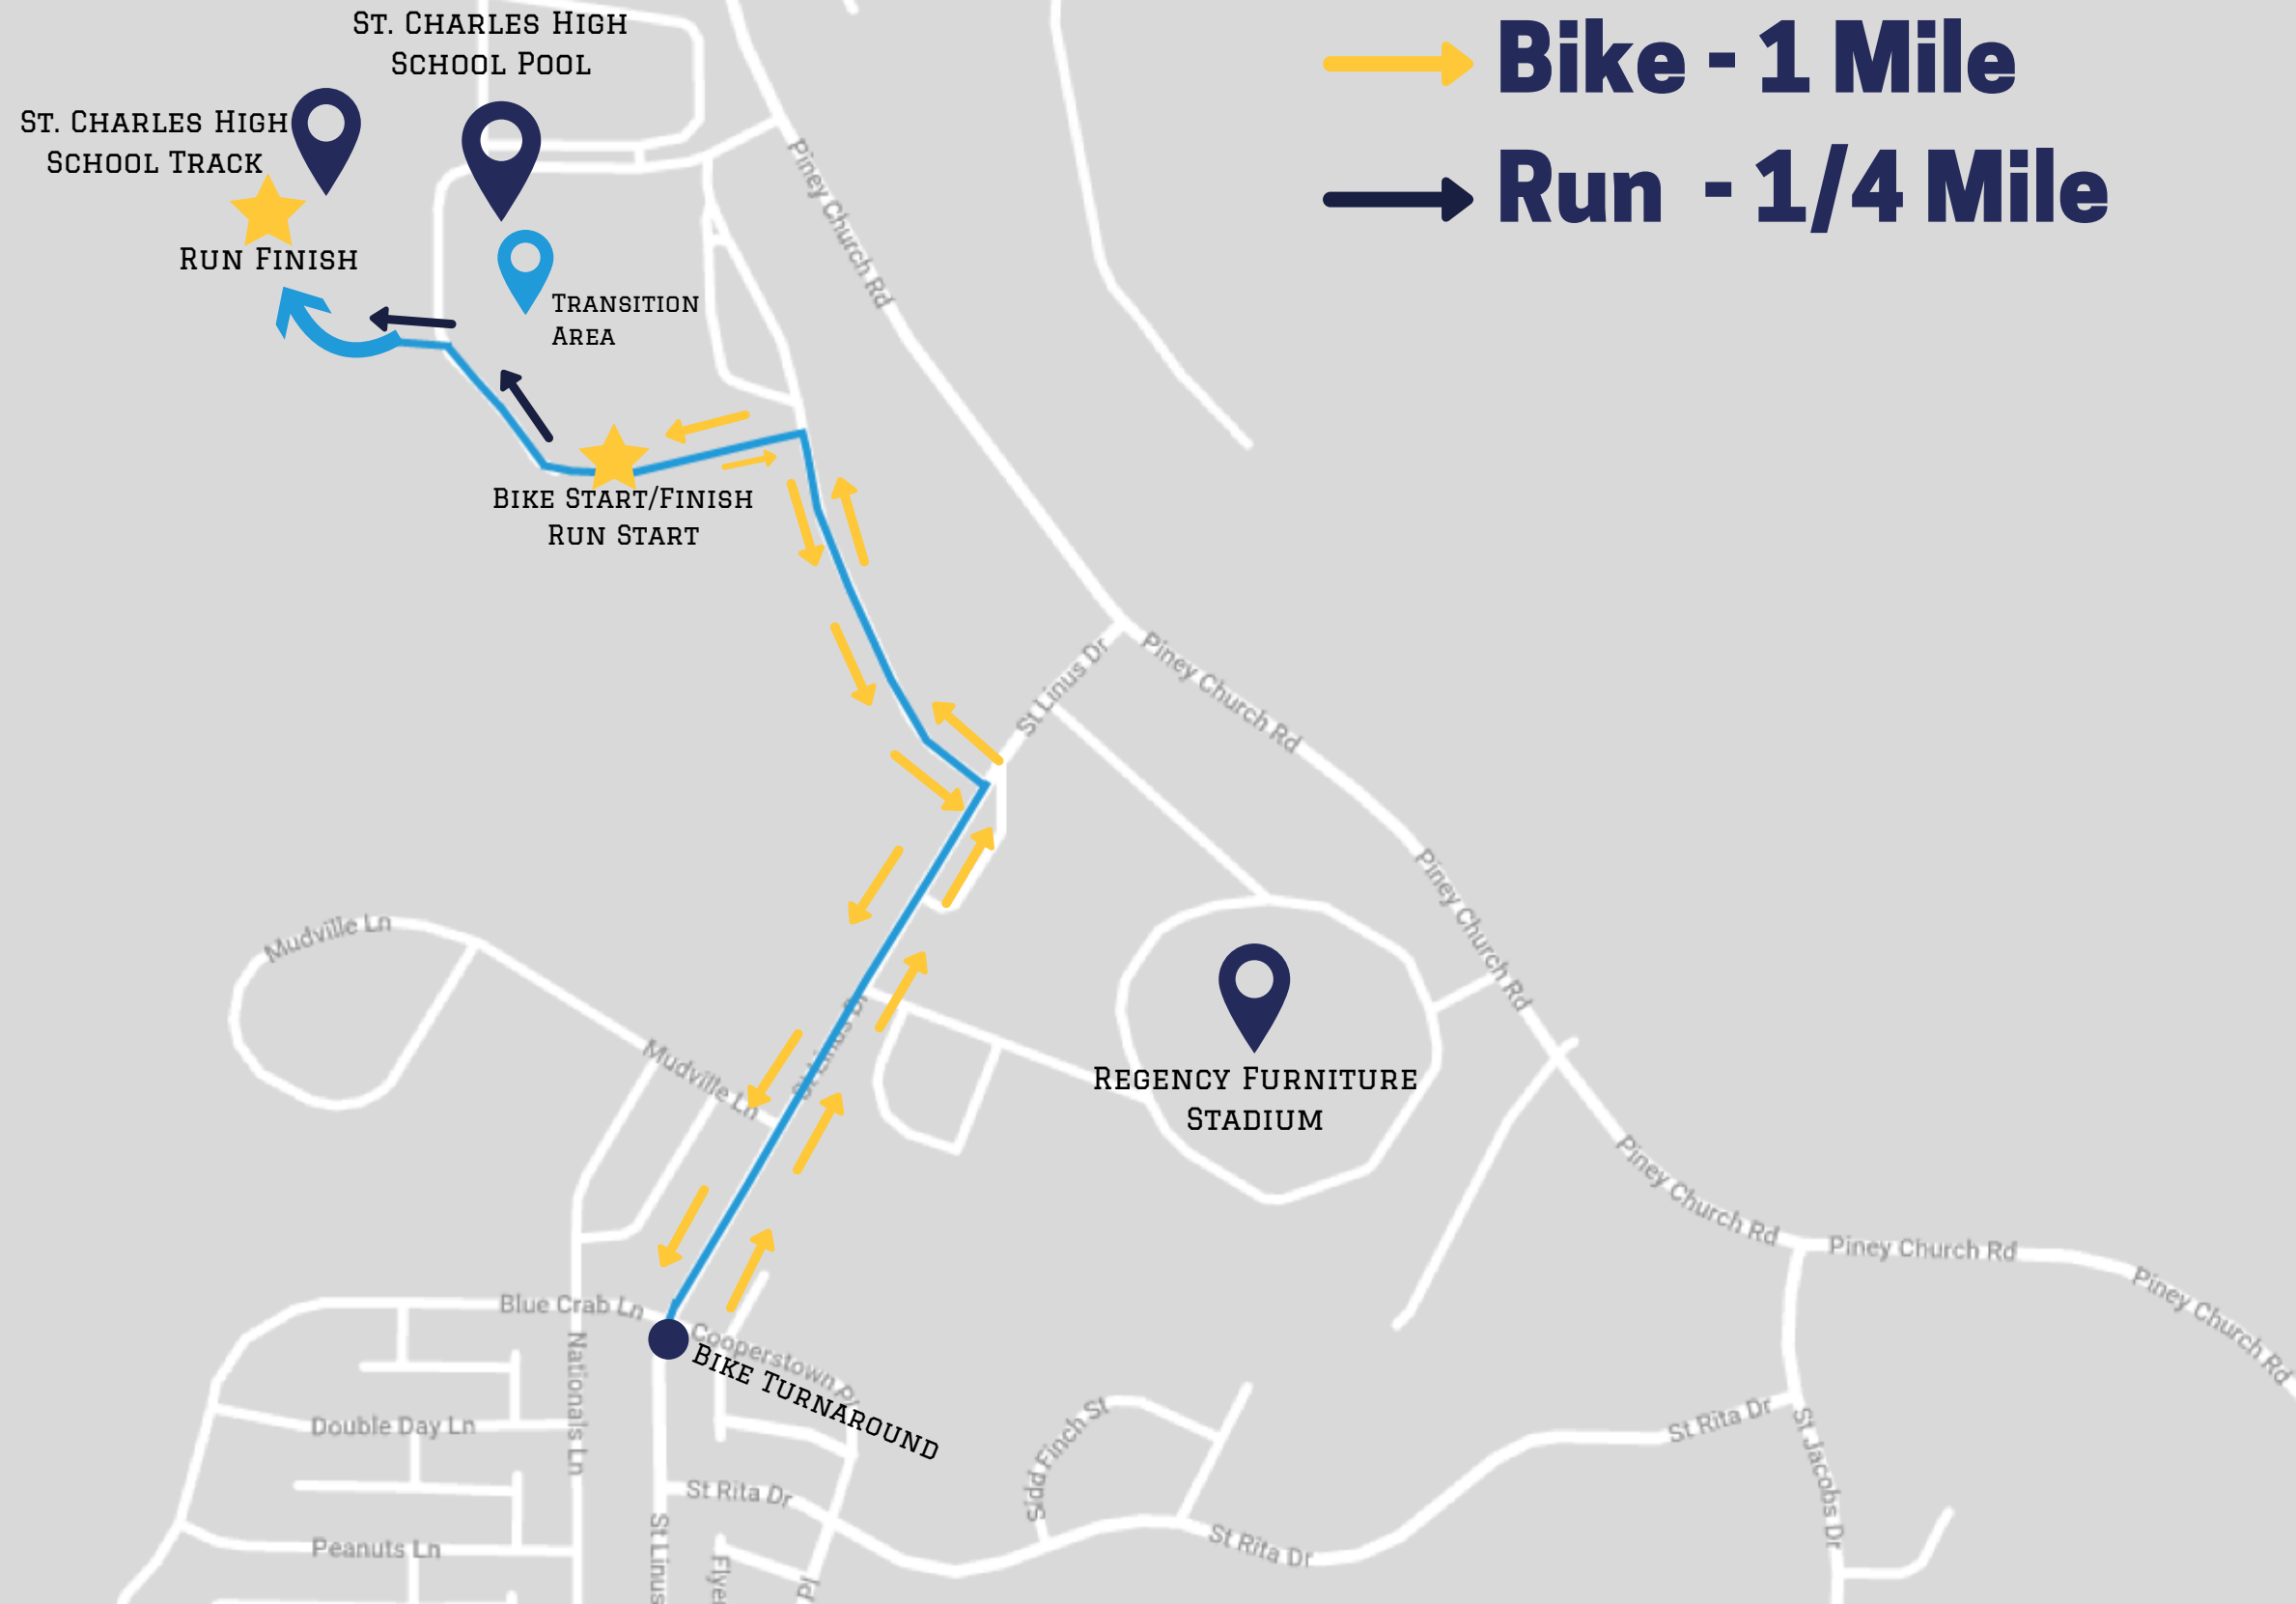 St. Charles High
School Pool
Bike - 1 Mile
St. Charles High
School Track
Run - 1/4 Mile
Piney Church Rd
Run Finish
Transition
Area
Bike Start/Finish
Run Start
St Linus Dr
Piney Church Rd
Piney Church Rd
Mudville Ln
Mudville Ln
St Linus Dr
Regency Furniture
Stadium
Piney Church Rd
Piney Church Rd
Piney Church Rd
Blue Crab Ln
Cooperstown Pl
Bike Turnaround
Nationals Ln
Double Day Ln
Sidd Finch St
St Rita Dr
St Jacobs Dr
St Rita Dr
St Rita Dr
Peanuts Ln
St Linus
Flyer